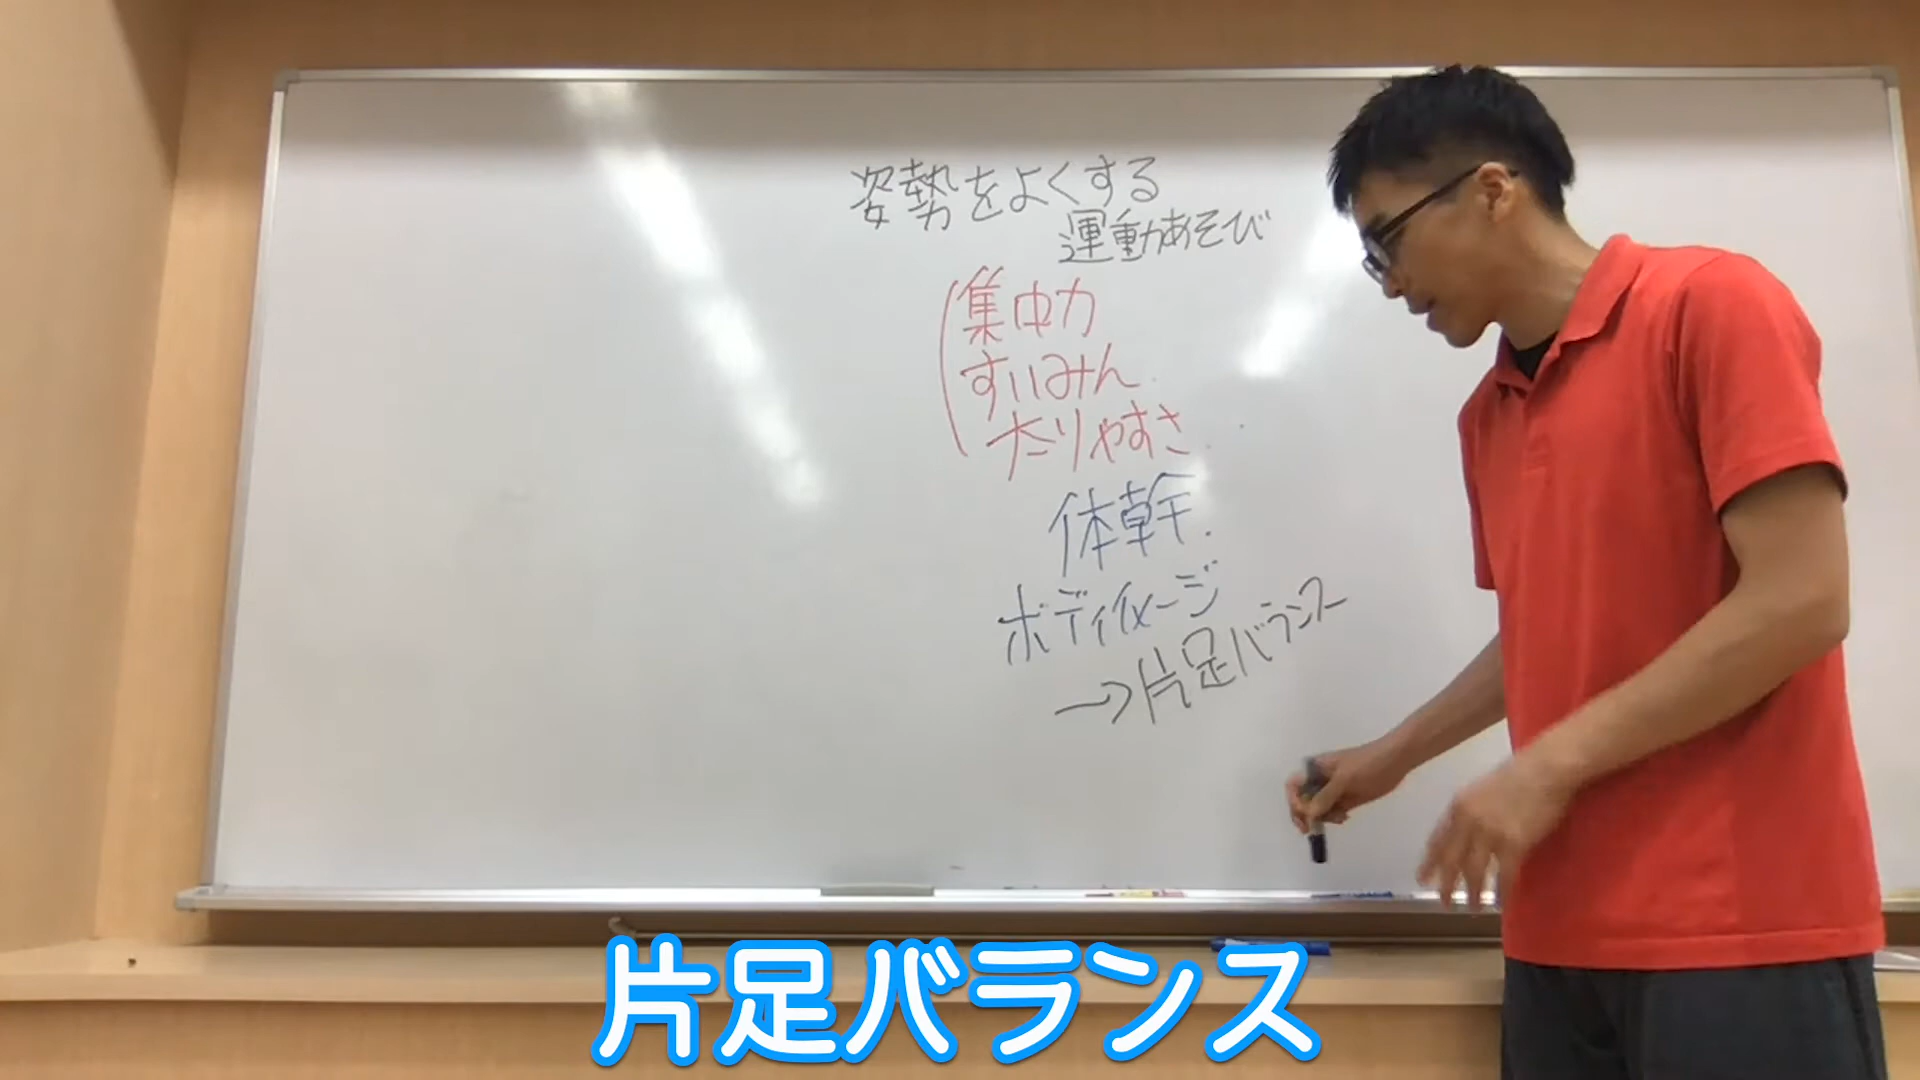 姿勢をよくする
運動あそび
集中力
すいみん
太りやすさ
体幹
ボディイメージ
→片足バランス
片足バランス